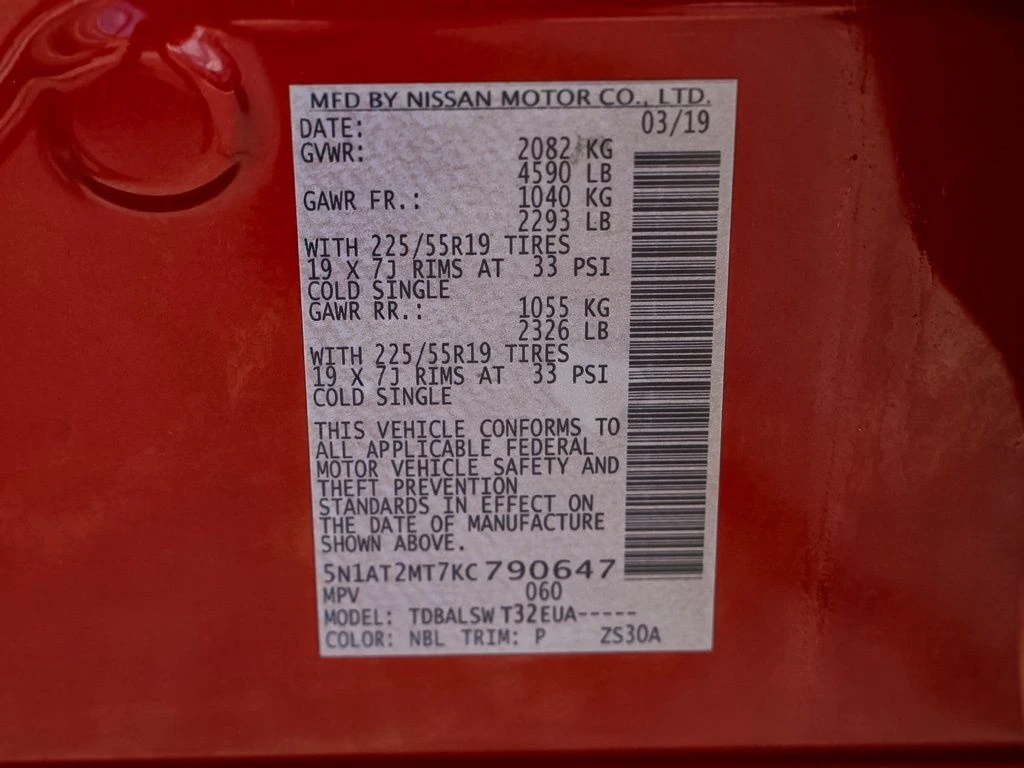 MFD BY NISSAN MOTOR CO., LTD.
DATE: 03/19
GVWR: 2082 KG
4590 LB
GAWR FR.: 1040 KG
2293 LB
WITH 225/55R19 TIRES
19 X 7J RIMS AT 33 PSI
COLD SINGLE
GAWR RR.: 1055 KG
2326 LB
WITH 225/55R19 TIRES
19 X 7J RIMS AT 33 PSI
COLD SINGLE
THIS VEHICLE CONFORMS TO
ALL APPLICABLE FEDERAL
MOTOR VEHICLE SAFETY AND
THEFT PREVENTION
STANDARDS IN EFFECT ON
THE DATE OF MANUFACTURE
SHOWN ABOVE.
5N1AT2MT7KC790647
MPV 060
MODEL: TDBALSW T32EUA-----
COLOR: NBL TRIM: P ZS30A